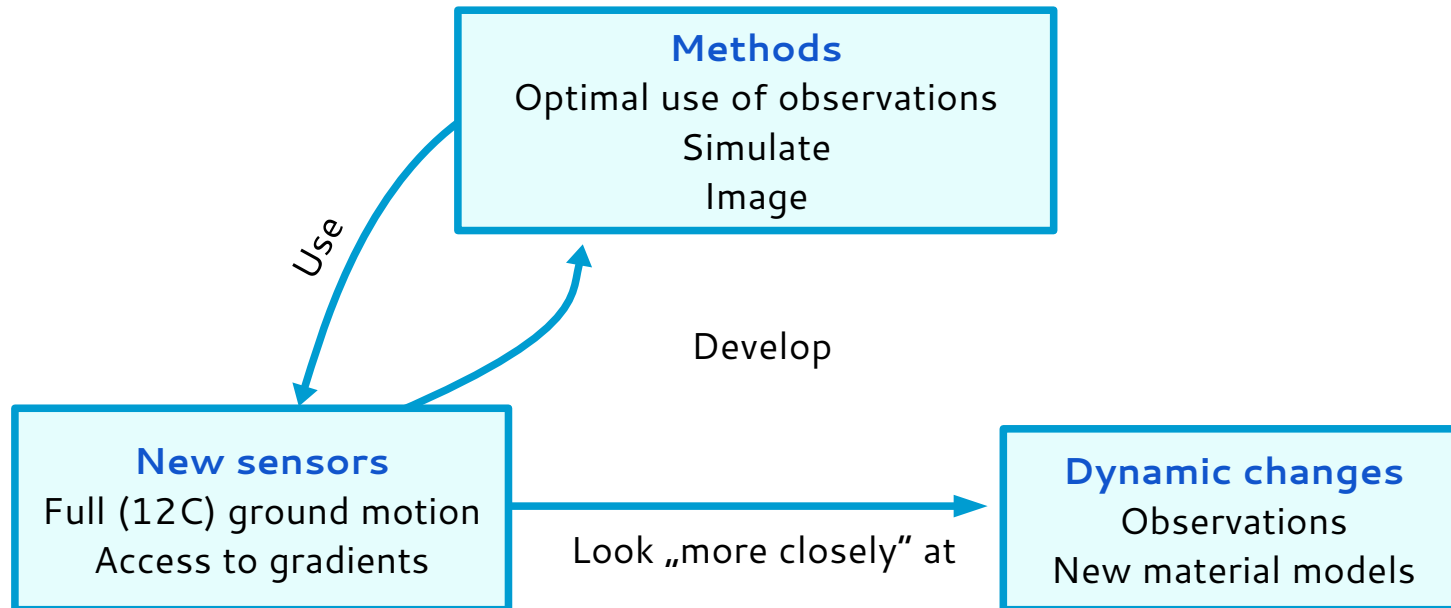 Methods
Optimal use of observations
Simulate
Image
Use
Develop
New sensors
Full (12C) ground motion
Access to gradients
Look „more closely“ at
Dynamic changes
Observations
New material models